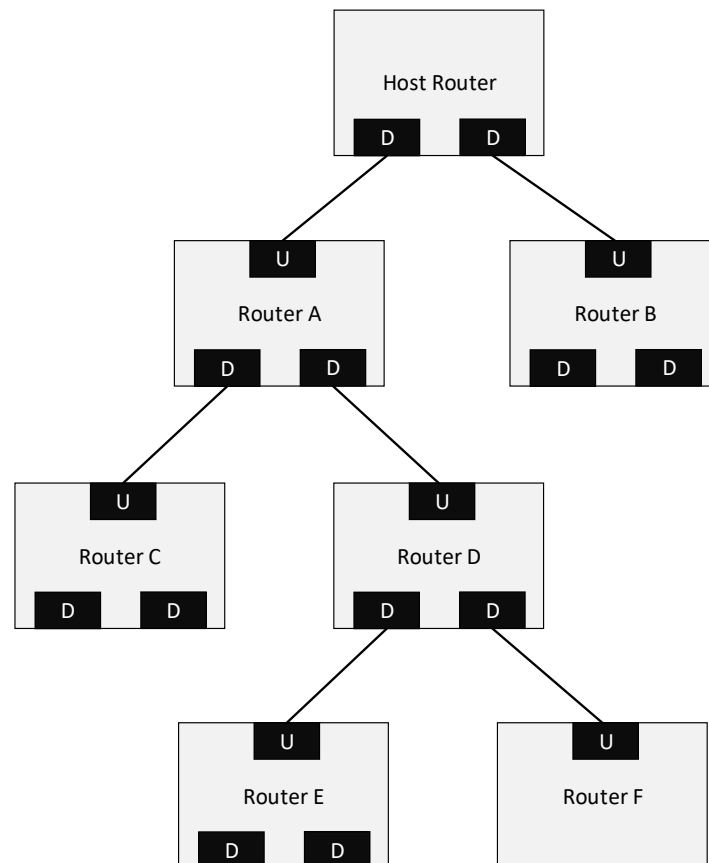 Host Router
D D
U U
Router A Router B
D D D D
U U
Router C Router D
D D D D
U U
Router E Router F
D D